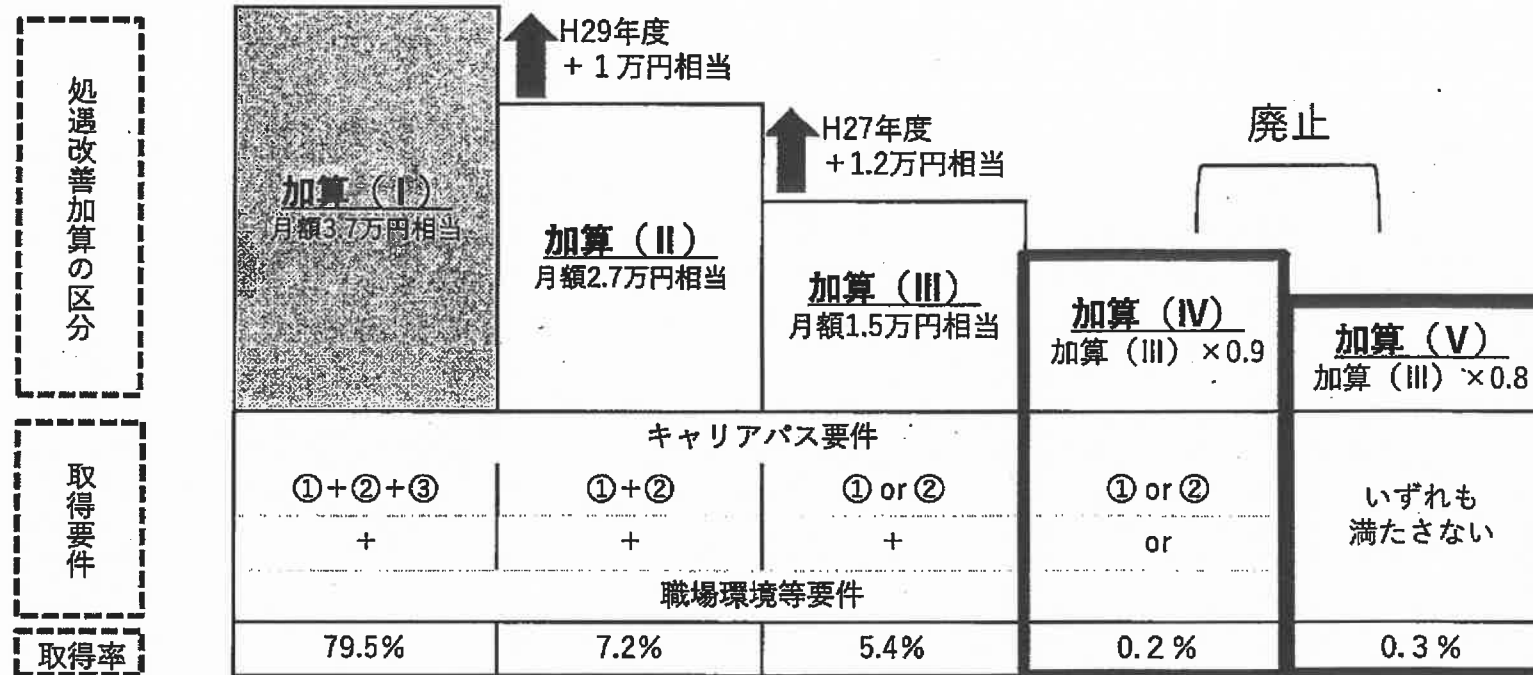 処遇改善加算の区分
H29年度
+ 1万円相当
H27年度
+1.2万円相当
廃止
加算(Ⅰ)
月額3.7万円相当
加算(Ⅱ)
月額2.7万円相当
加算(Ⅲ)
月額1.5万円相当
加算(Ⅳ)
加算(Ⅲ)×0.9
加算(Ⅴ)
加算(Ⅲ)×0.8
取得要件
キャリアパス要件
①+②+③
①+②
① or ②
① or ②
いずれも
満たさない
+
+
+
or
職場環境等要件
取得率
79.5%
7.2%
5.4%
0.2%
0.3%